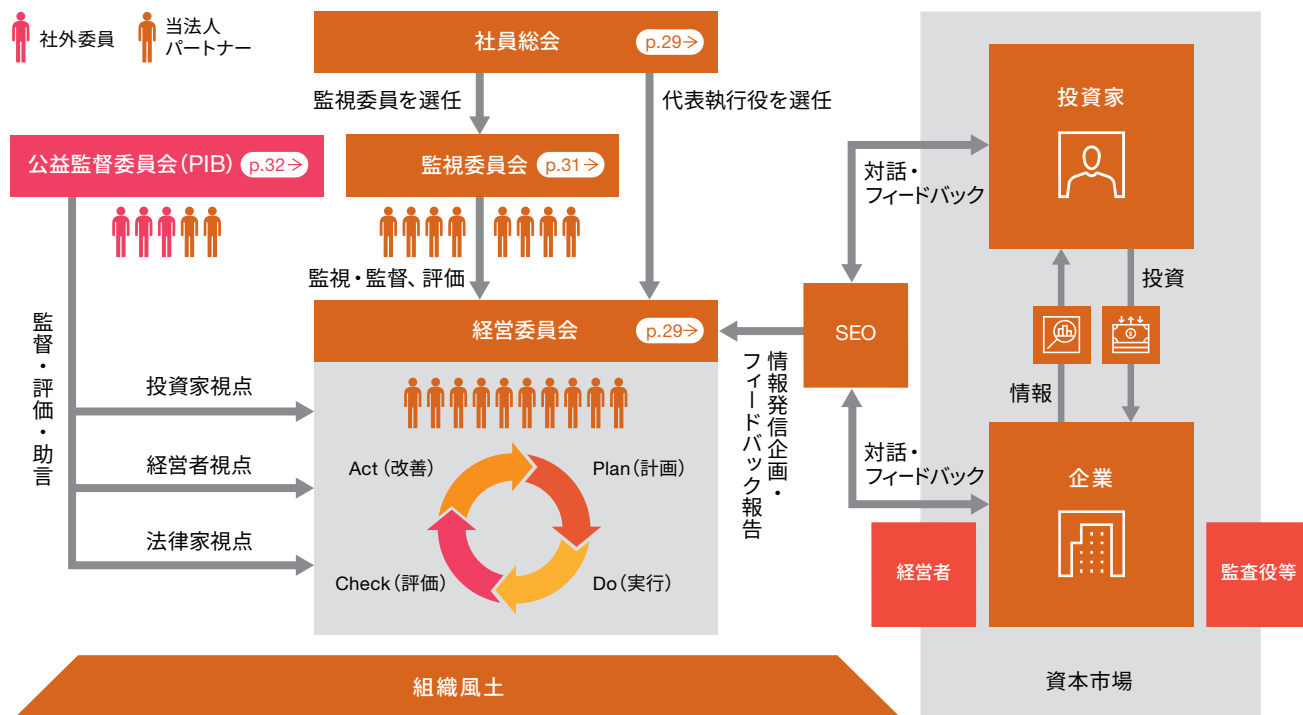 社外委員
当法人
パートナー
社員総会 p.29→
監視委員を選任
代表執行役を選任
公益監督委員会(PIB) p.32→
監視委員会 p.31→
監視・監督、評価
経営委員会 p.29→
監督・評価・助言
投資家視点
経営者視点
法律家視点
Act(改善)
Plan(計画)
Check(評価)
Do(実行)
情報発信企画・
フィードバック報告
SEO
対話・
フィードバック
対話・
フィードバック
投資家
投資
情報
企業
経営者
監査役等
資本市場
組織風土